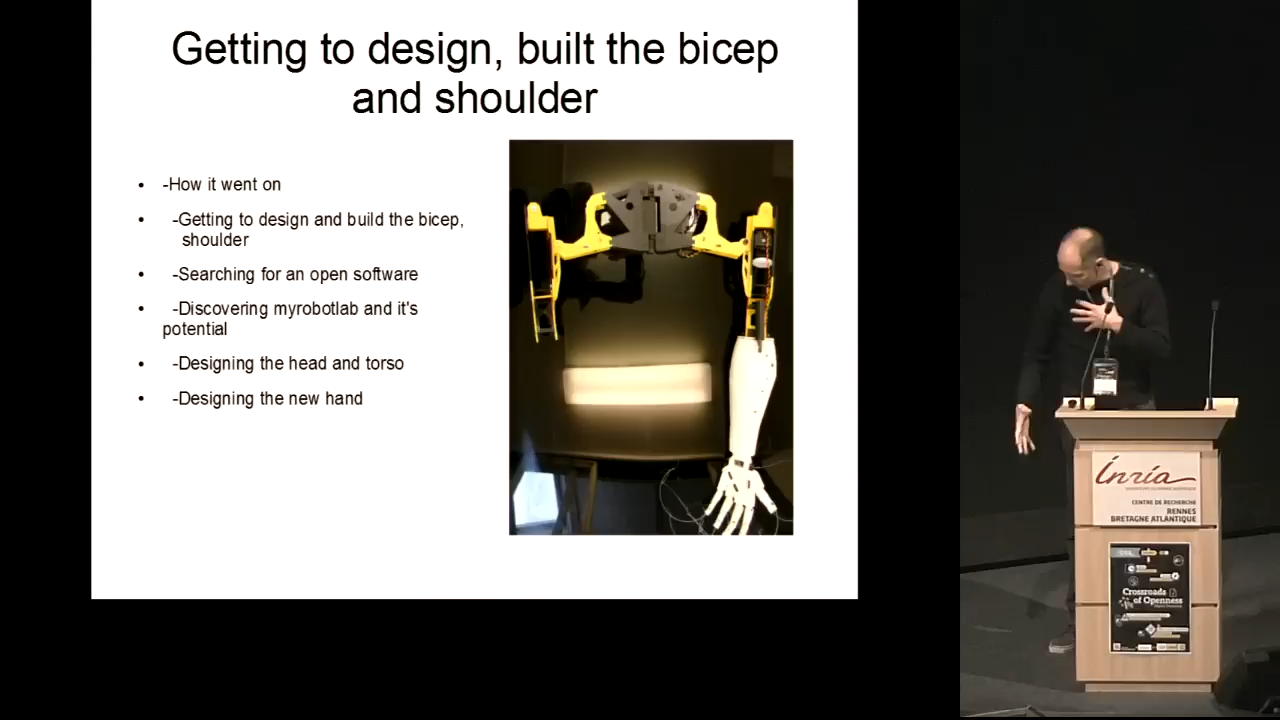 Getting to design, built the bicep
and shoulder
• -How it went on
• -Getting to design and build the bicep,
shoulder
• -Searching for an open software
• -Discovering myrobotlab and it's
potential
• -Designing the head and torso
• -Designing the new hand
Inria
CENTRE DE RECHERCHE
RENNES
BRETAGNE ATLANTIQUE
Crossroads
of Openness